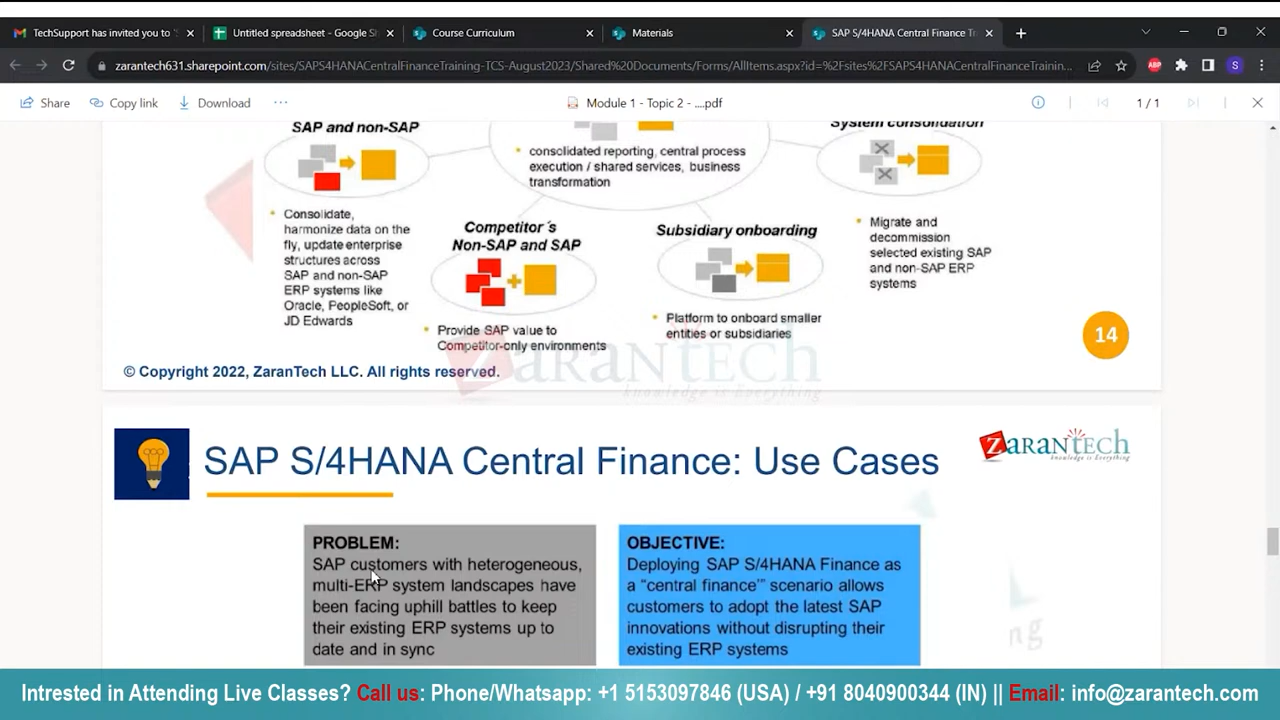 TechSupport has invited you to
Untitled spreadsheet - Google S
Course Curriculum
Materials
SAP S/4HANA Central Finance Tr
zarantech631.sharepoint.com/sites/SAPS4HANACentralFinanceTraining-TCS-August2023/Shared%20Documents/Forms/AllItems.aspx?id=%2Fsites%2FSAPS4HANACentralFinanceTrainin...
ABP
S
Share
Copy link
Download
...
Module 1 - Topic 2 - ....pdf
1 / 1
SAP and non-SAP
System consolidation
consolidated reporting, central process
execution / shared services, business
transformation
• Consolidate,
harmonize data on the
fly, update enterprise
structures across
SAP and non-SAP
ERP systems like
Oracle, PeopleSoft, or
JD Edwards
Competitor´s
Non-SAP and SAP
• Provide SAP value to
Competitor-only environments
Subsidiary onboarding
• Platform to onboard smaller
entities or subsidiaries
• Migrate and
decommission
selected existing SAP
and non-SAP ERP
systems
14
© Copyright 2022, ZaranTech LLC. All rights reserved.
ZaranTech
knowledge is Everything
SAP S/4HANA Central Finance: Use Cases
ZaranTech
knowledge is Everything
PROBLEM:
SAP customers with heterogeneous,
multi-ERP system landscapes have
been facing uphill battles to keep
their existing ERP systems up to
date and in sync
OBJECTIVE:
Deploying SAP S/4HANA Finance as
a “central finance’” scenario allows
customers to adopt the latest SAP
innovations without disrupting their
existing ERP systems
ng
Intrested in Attending Live Classes? Call us: Phone/Whatsapp: +1 5153097846 (USA) / +91 8040900344 (IN) || Email: info@zarantech.com